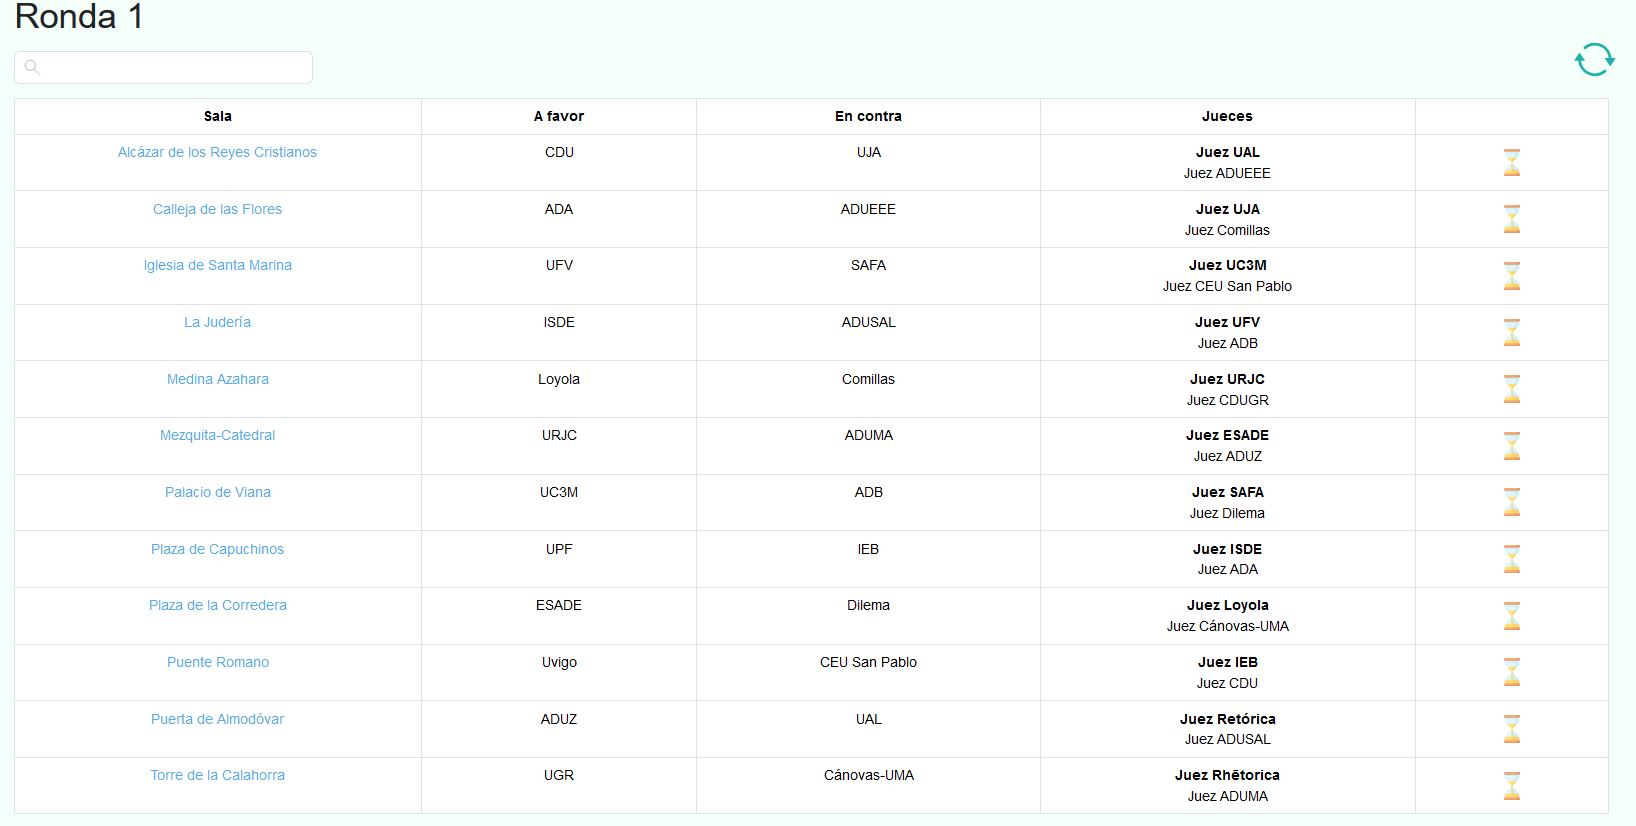 Ronda 1
Sala A favor En contra Jueces
Alcázar de los Reyes Cristianos CDU UJA Juez UAL
Juez ADUEEE
Calleja de las Flores ADA ADUEEE Juez UJA
Juez Comillas
Iglesia de Santa Marina UFV SAFA Juez UC3M
Juez CEU San Pablo
La Judería ISDE ADUSAL Juez UFV
Juez ADB
Medina Azahara Loyola Comillas Juez URJC
Juez CDUGR
Mezquita-Catedral URJC ADUMA Juez ESADE
Juez ADUZ
Palacio de Viana UC3M ADB Juez SAFA
Juez Dilema
Plaza de Capuchinos UPF IEB Juez ISDE
Juez ADA
Plaza de la Corredera ESADE Dilema Juez Loyola
Juez Cánovas-UMA
Puente Romano Uvigo CEU San Pablo Juez IEB
Juez CDU
Puerta de Almodóvar ADUZ UAL Juez Retórica
Juez ADUSAL
Torre de la Calahorra UGR Cánovas-UMA Juez Rhētorica
Juez ADUMA